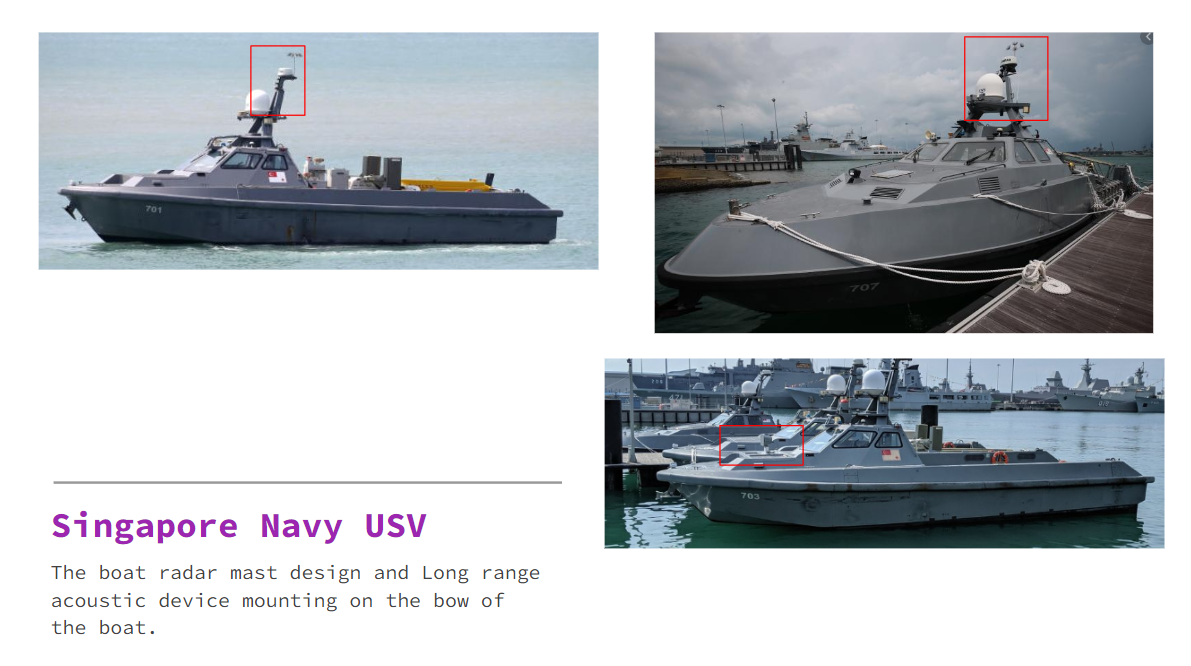 701
707
703
Singapore Navy USV
The boat radar mast design and Long range
acoustic device mounting on the bow of
the boat.